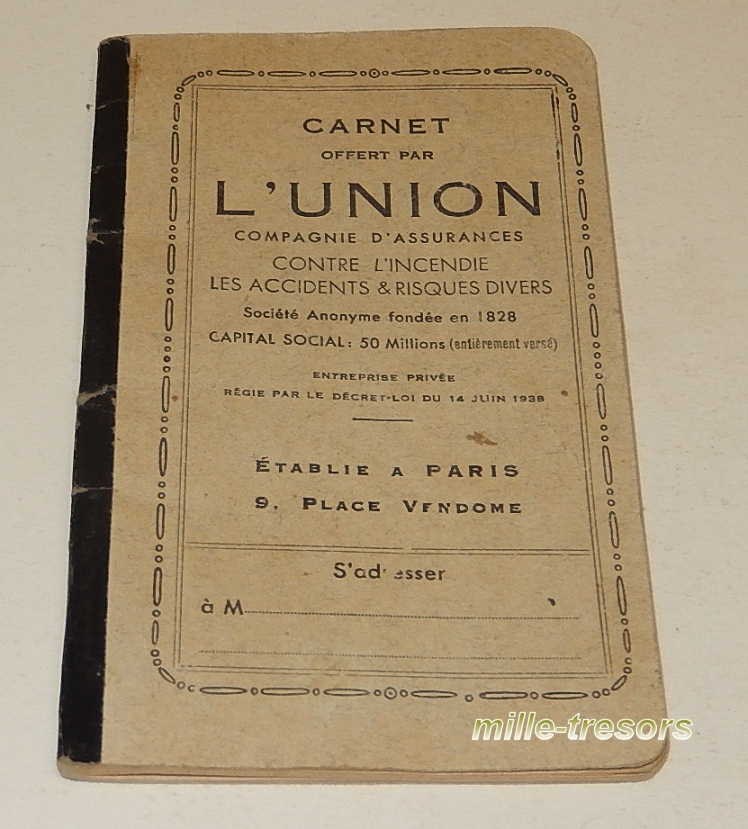 CARNET
OFFERT PAR
L'UNION
COMPAGNIE D'ASSURANCES
CONTRE L'INCENDIE
LES ACCIDENTS & RISQUES DIVERS
Société Anonyme fondée en 1828
CAPITAL SOCIAL: 50 Millions (entièrement versé)
ENTREPRISE PRIVÉE
RÉGIE PAR LE DÉCRET-LOI DU 14 JUIN 1938
ÉTABLIE A PARIS
9, PLACE VENDOME
S'adresser
à M
mille-tresors